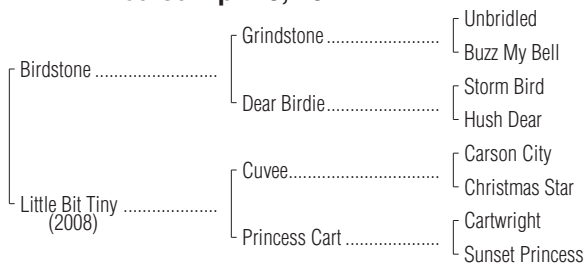 Unbridled
Grindstone ........................
Buzz My Bell
Birdstone ..........................
Storm Bird
Dear Birdie........................
Hush Dear
Carson City
Cuvee................................
Christmas Star
Little Bit Tiny ....................
(2008)
Cartwright
Princess Cart ....................
Sunset Princess